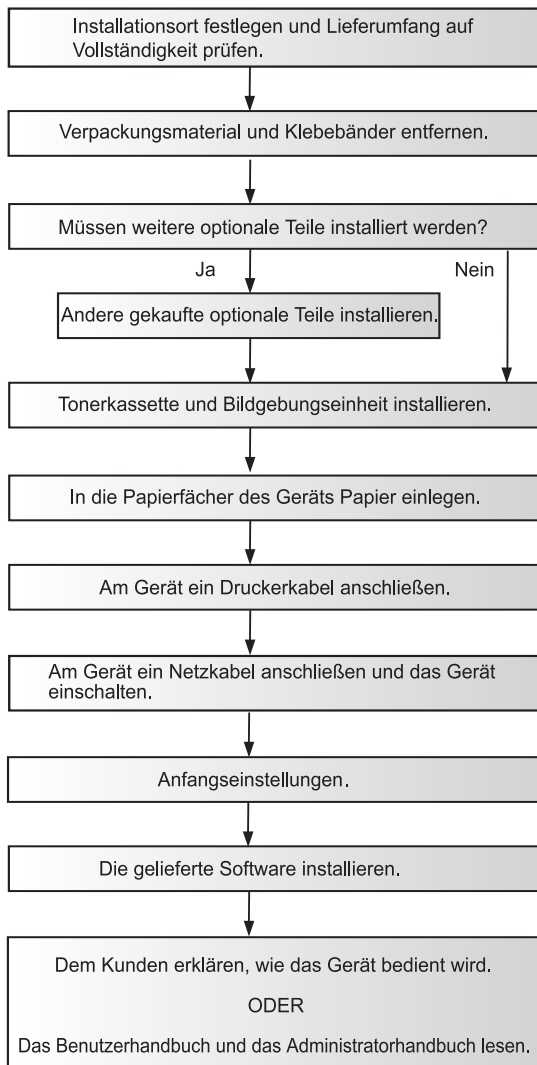 Installationsort festlegen und Lieferumfang auf
Vollständigkeit prüfen.
Verpackungsmaterial und Klebebänder entfernen.
Müssen weitere optionale Teile installiert werden?
Ja
Nein
Andere gekaufte optionale Teile installieren.
Tonerkassette und Bildgebungseinheit installieren.
In die Papierfächer des Geräts Papier einlegen.
Am Gerät ein Druckerkabel anschließen.
Am Gerät ein Netzkabel anschließen und das Gerät
einschalten.
Anfangseinstellungen.
Die gelieferte Software installieren.
Dem Kunden erklären, wie das Gerät bedient wird.
ODER
Das Benutzerhandbuch und das Administratorhandbuch lesen.